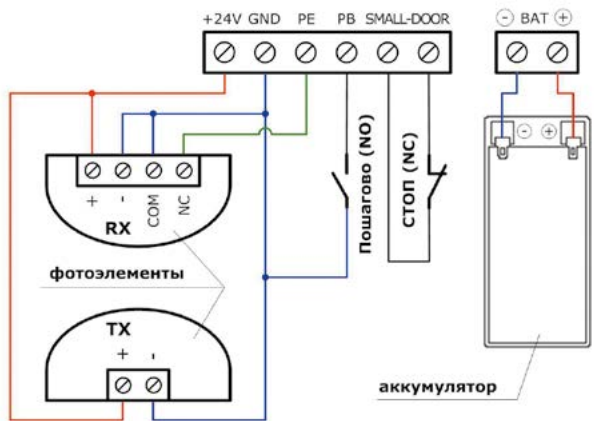 +24V GND PE PB SMALL-DOOR
- BAT +
- +
+ - COM NC
RX
Пошагово (NO)
СТОП (NC)
фотоэлементы
TX
+ -
аккумулятор